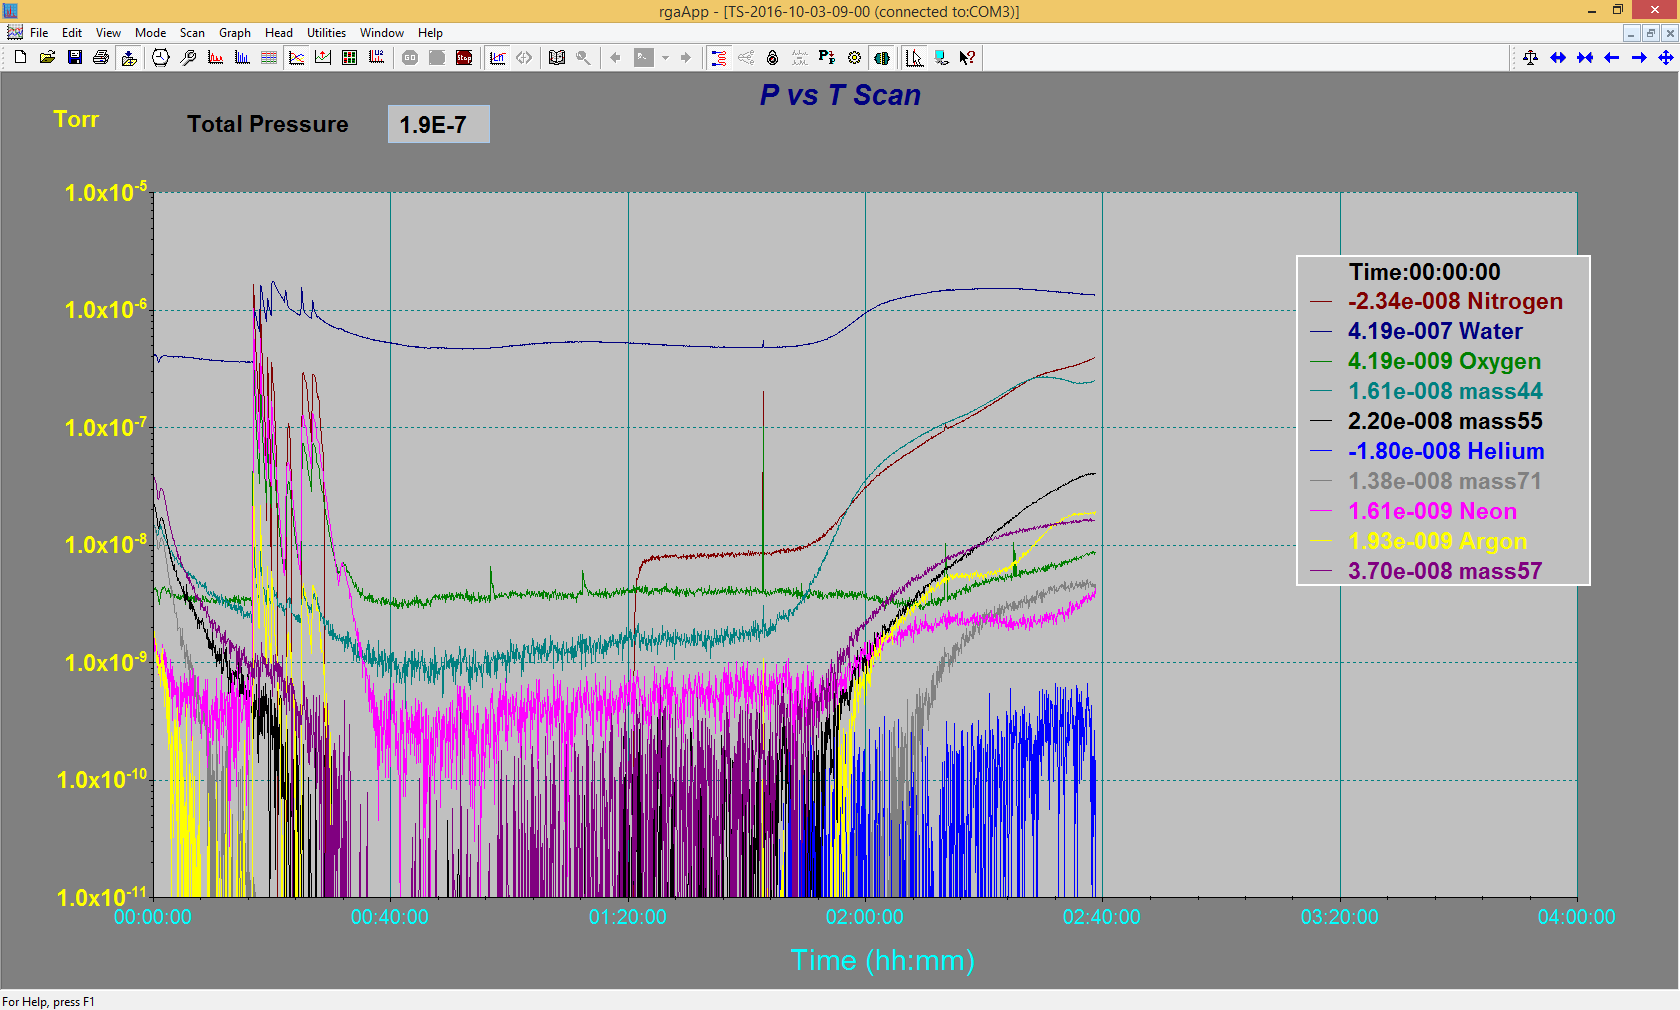 rgaApp - [TS-2016-10-03-09-00 (connected to:COM3)]
File Edit View Mode Scan Graph Head Utilities Window Help
GO Stop
P vs T Scan
Torr
Total Pressure 1.9E-7
1.0x10⁻⁵
1.0x10⁻⁶
1.0x10⁻⁷
1.0x10⁻⁸
1.0x10⁻⁹
1.0x10⁻¹⁰
1.0x10⁻¹¹
Time:00:00:00
-2.34e-008 Nitrogen
4.19e-007 Water
4.19e-009 Oxygen
1.61e-008 mass44
2.20e-008 mass55
-1.80e-008 Helium
1.38e-008 mass71
1.61e-009 Neon
1.93e-009 Argon
3.70e-008 mass57
00:00:00 00:40:00 01:20:00 02:00:00 02:40:00 03:20:00 04:00:00
Time (hh:mm)
For Help, press F1